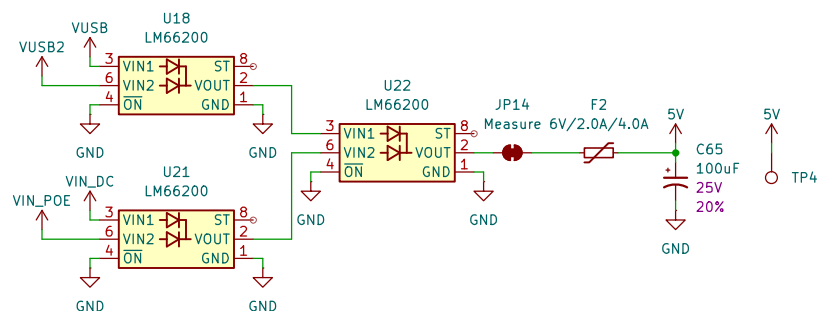 U18
LM66200
VUSB
VUSB2
3 VIN1 ST 8
6 VIN2 VOUT 2
4 ON GND 1
GND GND
U22
LM66200
3 VIN1 ST 8
6 VIN2 VOUT 2
4 ON GND 1
GND GND
JP14
Measure
F2
6V/2.0A/4.0A
5V
C65
+
100uF
25V
20%
GND
5V
TP4
U21
LM66200
VIN_DC
VIN_POE
3 VIN1 ST 8
6 VIN2 VOUT 2
4 ON GND 1
GND GND